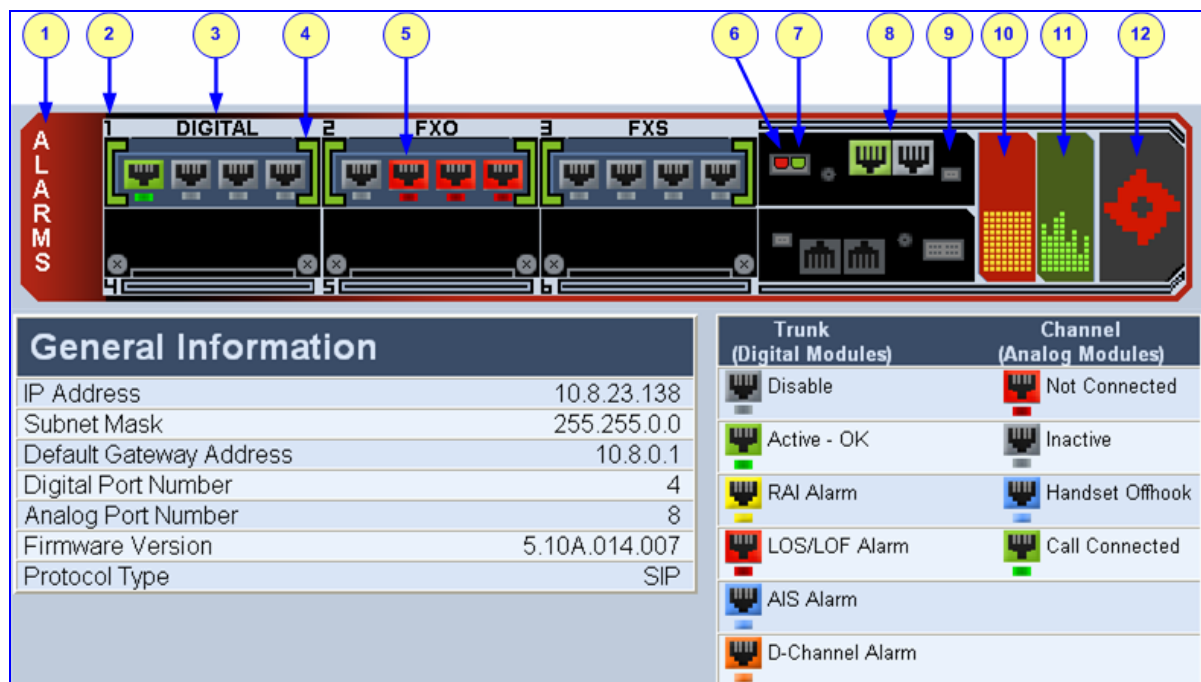 1 2 3 4 5 6 7 8 9 10 11 12
ALARMS
1 DIGITAL 2 FXO 3 FXS
4 5 6
General Information
IP Address 10.8.23.138
Subnet Mask 255.255.0.0
Default Gateway Address 10.8.0.1
Digital Port Number 4
Analog Port Number 8
Firmware Version 5.10A.014.007
Protocol Type SIP
Trunk Channel
(Digital Modules) (Analog Modules)
Disable Not Connected
Active - OK Inactive
RAI Alarm Handset Offhook
LOS/LOF Alarm Call Connected
AIS Alarm
D-Channel Alarm